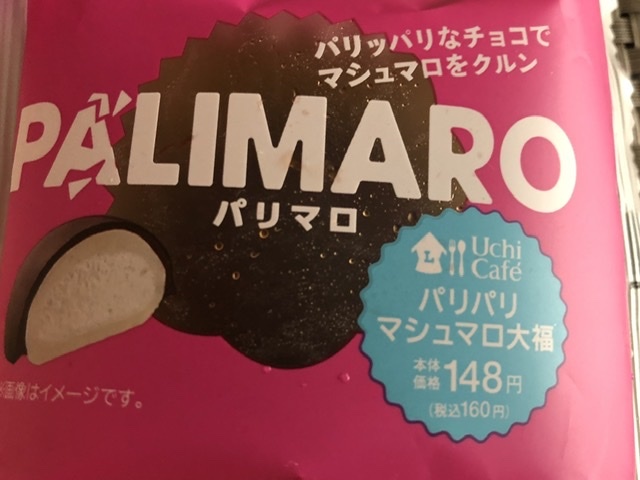 パリッパリなチョコで
マシュマロをクルン
PALIMARO
パリマロ
L
Uchi
Café
パリパリ
マシュマロ大福
本体
価格 148円
(税込160円)
※画像はイメージです。